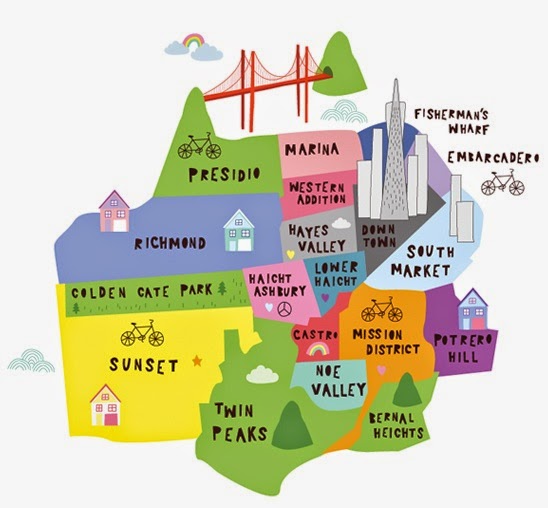 FISHERMAN'S
WHARF
EMBARCADERO
MARINA
PRESIDIO
WESTERN
ADDITION
RICHMOND
HAYES
VALLEY
DOWN
TOWN
SOUTH
MARKET
GOLDEN GATE PARK
HAIGHT
ASHBURY
LOWER
HAIGHT
SUNSET
CASTRO
MISSION
DISTRICT
POTRERO
HILL
NOE
VALLEY
TWIN
PEAKS
BERNAL
HEIGHTS